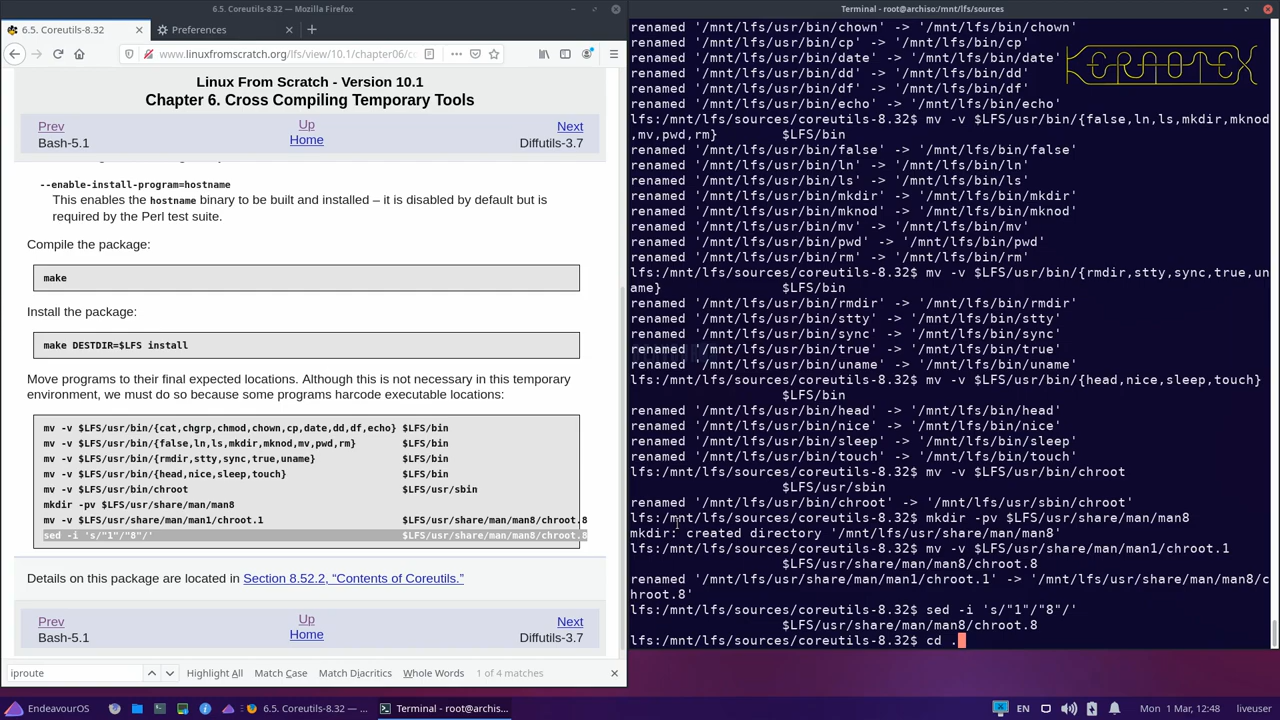 6.5. Coreutils-8.32 — Mozilla Firefox
6.5. Coreutils-8.32
Preferences
www.linuxfromscratch.org/lfs/view/10.1/chapter06/c
Linux From Scratch - Version 10.1
Chapter 6. Cross Compiling Temporary Tools
Prev Up Next
Bash-5.1 Home Diffutils-3.7
--enable-install-program=hostname
This enables the hostname binary to be built and installed – it is disabled by default but is
required by the Perl test suite.
Compile the package:
make
Install the package:
make DESTDIR=$LFS install
Move programs to their final expected locations. Although this is not necessary in this temporary
environment, we must do so because some programs harcode executable locations:
mv -v $LFS/usr/bin/{cat,chgrp,chmod,chown,cp,date,dd,df,echo} $LFS/bin
mv -v $LFS/usr/bin/{false,ln,ls,mkdir,mknod,mv,pwd,rm} $LFS/bin
mv -v $LFS/usr/bin/{rmdir,stty,sync,true,uname} $LFS/bin
mv -v $LFS/usr/bin/{head,nice,sleep,touch} $LFS/bin
mv -v $LFS/usr/bin/chroot $LFS/usr/sbin
mkdir -pv $LFS/usr/share/man/man8
mv -v $LFS/usr/share/man/man1/chroot.1 $LFS/usr/share/man/man8/chroot.8
sed -i 's/"1"/"8"/' $LFS/usr/share/man/man8/chroot.8
Details on this package are located in Section 8.52.2, “Contents of Coreutils.”
Prev Up Next
Bash-5.1 Home Diffutils-3.7
iproute Highlight All Match Case Match Diacritics Whole Words 1 of 4 matches
Terminal - root@archiso:/mnt/lfs/sources
renamed '/mnt/lfs/usr/bin/chown' -> '/mnt/lfs/bin/chown'
renamed '/mnt/lfs/usr/bin/cp' -> '/mnt/lfs/bin/cp'
renamed '/mnt/lfs/usr/bin/date' -> '/mnt/lfs/bin/date'
renamed '/mnt/lfs/usr/bin/dd' -> '/mnt/lfs/bin/dd'
renamed '/mnt/lfs/usr/bin/df' -> '/mnt/lfs/bin/df'
renamed '/mnt/lfs/usr/bin/echo' -> '/mnt/lfs/bin/echo'
lfs:/mnt/lfs/sources/coreutils-8.32$ mv -v $LFS/usr/bin/{false,ln,ls,mkdir,mknod
,mv,pwd,rm} $LFS/bin
renamed '/mnt/lfs/usr/bin/false' -> '/mnt/lfs/bin/false'
renamed '/mnt/lfs/usr/bin/ln' -> '/mnt/lfs/bin/ln'
renamed '/mnt/lfs/usr/bin/ls' -> '/mnt/lfs/bin/ls'
renamed '/mnt/lfs/usr/bin/mkdir' -> '/mnt/lfs/bin/mkdir'
renamed '/mnt/lfs/usr/bin/mknod' -> '/mnt/lfs/bin/mknod'
renamed '/mnt/lfs/usr/bin/mv' -> '/mnt/lfs/bin/mv'
renamed '/mnt/lfs/usr/bin/pwd' -> '/mnt/lfs/bin/pwd'
renamed '/mnt/lfs/usr/bin/rm' -> '/mnt/lfs/bin/rm'
lfs:/mnt/lfs/sources/coreutils-8.32$ mv -v $LFS/usr/bin/{rmdir,stty,sync,true,un
ame} $LFS/bin
renamed '/mnt/lfs/usr/bin/rmdir' -> '/mnt/lfs/bin/rmdir'
renamed '/mnt/lfs/usr/bin/stty' -> '/mnt/lfs/bin/stty'
renamed '/mnt/lfs/usr/bin/sync' -> '/mnt/lfs/bin/sync'
renamed '/mnt/lfs/usr/bin/true' -> '/mnt/lfs/bin/true'
renamed '/mnt/lfs/usr/bin/uname' -> '/mnt/lfs/bin/uname'
lfs:/mnt/lfs/sources/coreutils-8.32$ mv -v $LFS/usr/bin/{head,nice,sleep,touch}
$LFS/bin
renamed '/mnt/lfs/usr/bin/head' -> '/mnt/lfs/bin/head'
renamed '/mnt/lfs/usr/bin/nice' -> '/mnt/lfs/bin/nice'
renamed '/mnt/lfs/usr/bin/sleep' -> '/mnt/lfs/bin/sleep'
renamed '/mnt/lfs/usr/bin/touch' -> '/mnt/lfs/bin/touch'
lfs:/mnt/lfs/sources/coreutils-8.32$ mv -v $LFS/usr/bin/chroot
$LFS/usr/sbin
renamed '/mnt/lfs/usr/bin/chroot' -> '/mnt/lfs/usr/sbin/chroot'
lfs:/mnt/lfs/sources/coreutils-8.32$ mkdir -pv $LFS/usr/share/man/man8
mkdir: created directory '/mnt/lfs/usr/share/man/man8'
lfs:/mnt/lfs/sources/coreutils-8.32$ mv -v $LFS/usr/share/man/man1/chroot.1
$LFS/usr/share/man/man8/chroot.8
renamed '/mnt/lfs/usr/share/man/man1/chroot.1' -> '/mnt/lfs/usr/share/man/man8/c
hroot.8'
lfs:/mnt/lfs/sources/coreutils-8.32$ sed -i 's/"1"/"8"/'
$LFS/usr/share/man/man8/chroot.8
lfs:/mnt/lfs/sources/coreutils-8.32$ cd .
EndeavourOS 6.5. Coreutils-8.32 — ... Terminal - root@archis... EN Mon 1 Mar, 12:48 liveuser